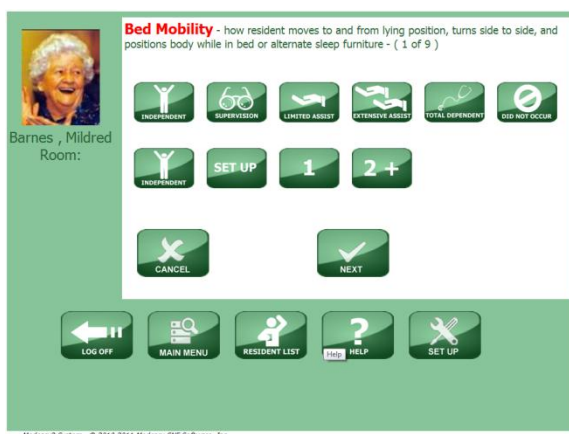 Bed Mobility - how resident moves to and from lying position, turns side to side, and
positions body while in bed or alternate sleep furniture - ( 1 of 9 )
INDEPENDENT
SUPERVISION
LIMITED ASSIST
EXTENSIVE ASSIST
TOTAL DEPENDENT
DID NOT OCCUR
Barnes , Mildred
Room:
INDEPENDENT
SET UP
1
2 +
CANCEL
NEXT
LOG OFF
MAIN MENU
RESIDENT LIST
?
Help
HELP
SET UP